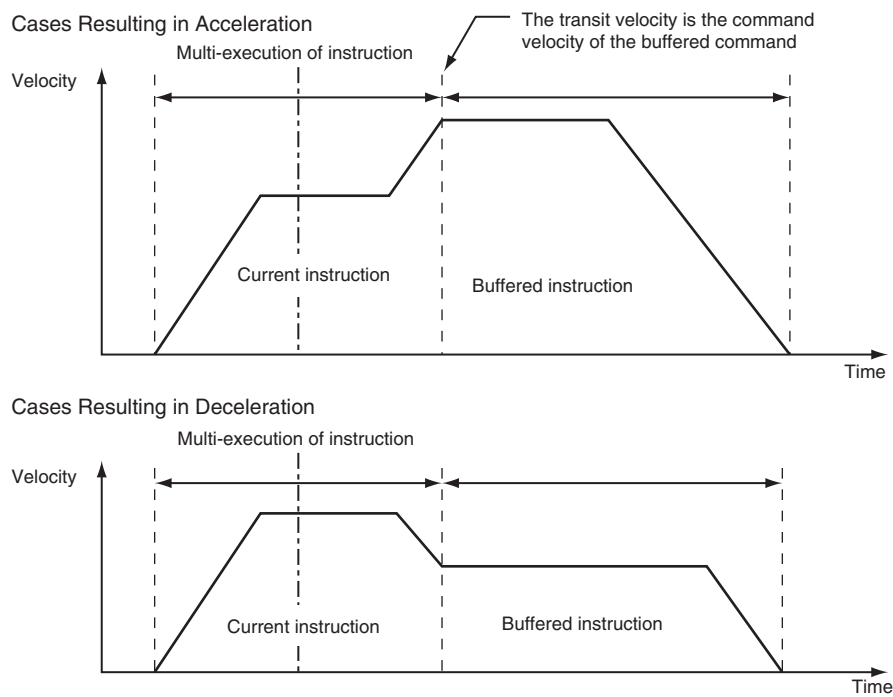 Cases Resulting in Acceleration
The transit velocity is the command
velocity of the buffered command
Multi-execution of instruction
Velocity
Current instruction
Buffered instruction
Time
Cases Resulting in Deceleration
Multi-execution of instruction
Velocity
Current instruction
Buffered instruction
Time